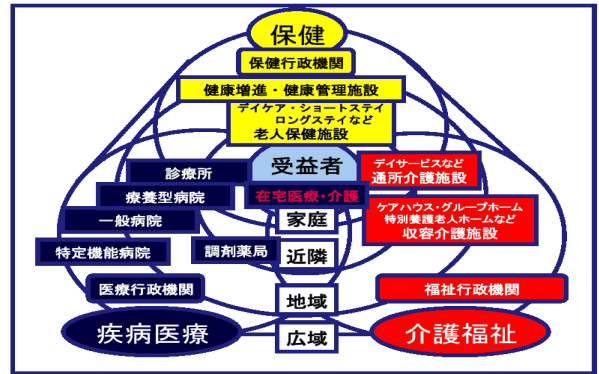 保健
保健行政機関
健康増進・健康管理施設
デイケア・ショートステイ
ロングステイなど
老人保健施設
受益者
診療所
デイサービスなど
通所介護施設
療養型病院
在宅医療・介護
一般病院
家庭
ケアハウス・グループホーム
特別養護老人ホームなど
収容介護施設
特定機能病院
調剤薬局
近隣
医療行政機関
地域
福祉行政機関
疾病医療
広域
介護福祉